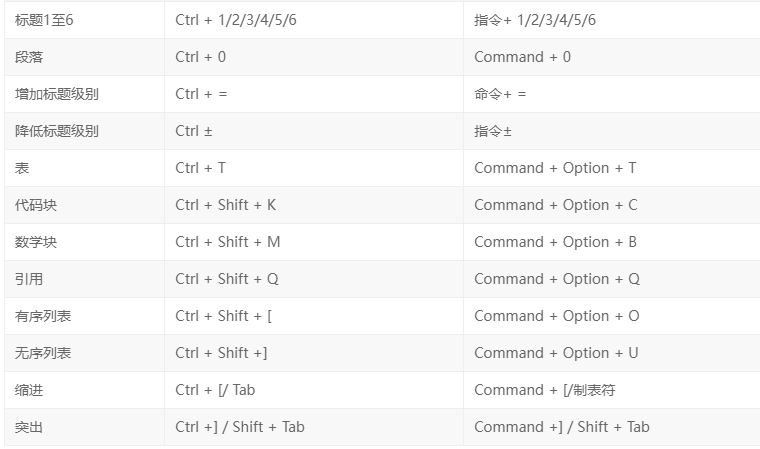 标题1至6 Ctrl + 1/2/3/4/5/6 指令+ 1/2/3/4/5/6
段落 Ctrl + 0 Command + 0
增加标题级别 Ctrl + = 命令+ =
降低标题级别 Ctrl ± 指令±
表 Ctrl + T Command + Option + T
代码块 Ctrl + Shift + K Command + Option + C
数学块 Ctrl + Shift + M Command + Option + B
引用 Ctrl + Shift + Q Command + Option + Q
有序列表 Ctrl + Shift + [ Command + Option + O
无序列表 Ctrl + Shift +] Command + Option + U
缩进 Ctrl + [/ Tab Command + [/制表符
突出 Ctrl +] / Shift + Tab Command +] / Shift + Tab